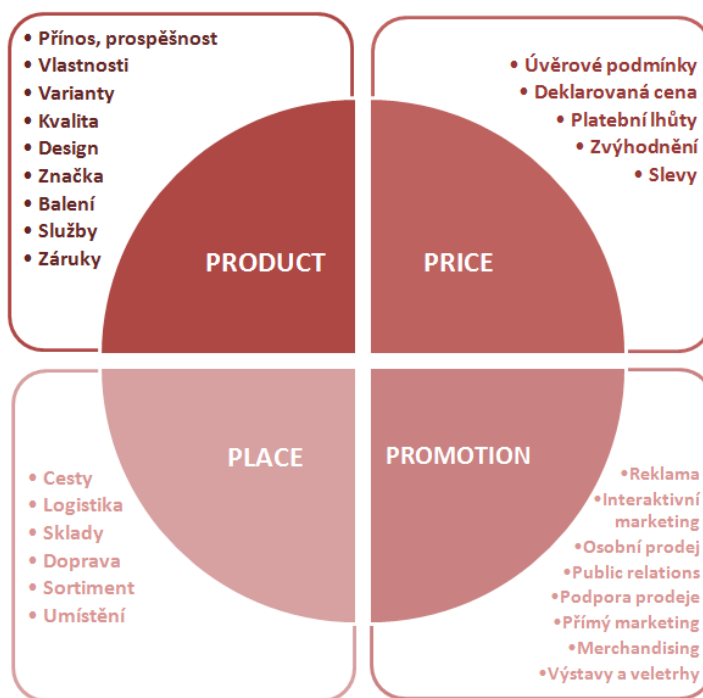 • Přínos, prospěšnost
• Vlastnosti
• Varianty
• Kvalita
• Design
• Značka
• Balení
• Služby
• Záruky
PRODUCT
• Úvěrové podmínky
• Deklarovaná cena
• Platební lhůty
• Zvýhodnění
• Slevy
PRICE
PLACE
• Cesty
• Logistika
• Sklady
• Doprava
• Sortiment
• Umístění
PROMOTION
•Reklama
•Interaktivní
marketing
•Osobní prodej
•Public relations
•Podpora prodeje
•Přímý marketing
•Merchandising
•Výstavy a veletrhy